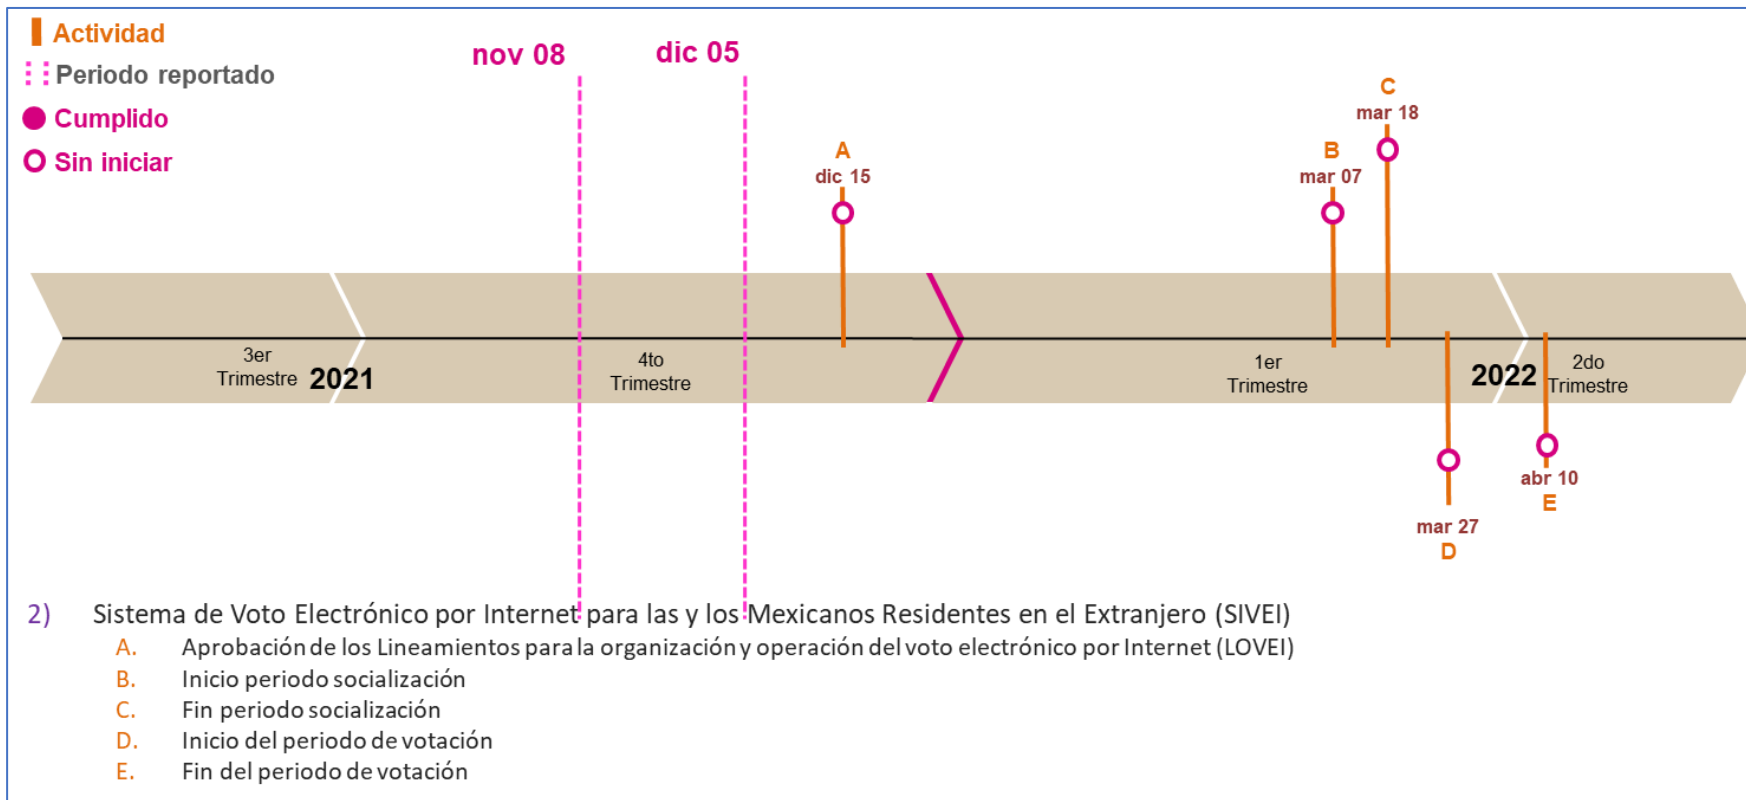 Actividad
Periodo reportado
Cumplido
Sin iniciar
nov 08
dic 05
A
dic 15
B
mar 07
C
mar 18
3er
Trimestre
2021
4to
Trimestre
1er
Trimestre
2022
2do
Trimestre
mar 27
D
abr 10
E
2) Sistema de Voto Electrónico por Internet para las y los Mexicanos Residentes en el Extranjero (SIVEI)
A. Aprobación de los Lineamientos para la organización y operación del voto electrónico por Internet (LOVEI)
B. Inicio periodo socialización
C. Fin periodo socialización
D. Inicio del periodo de votación
E. Fin del periodo de votación